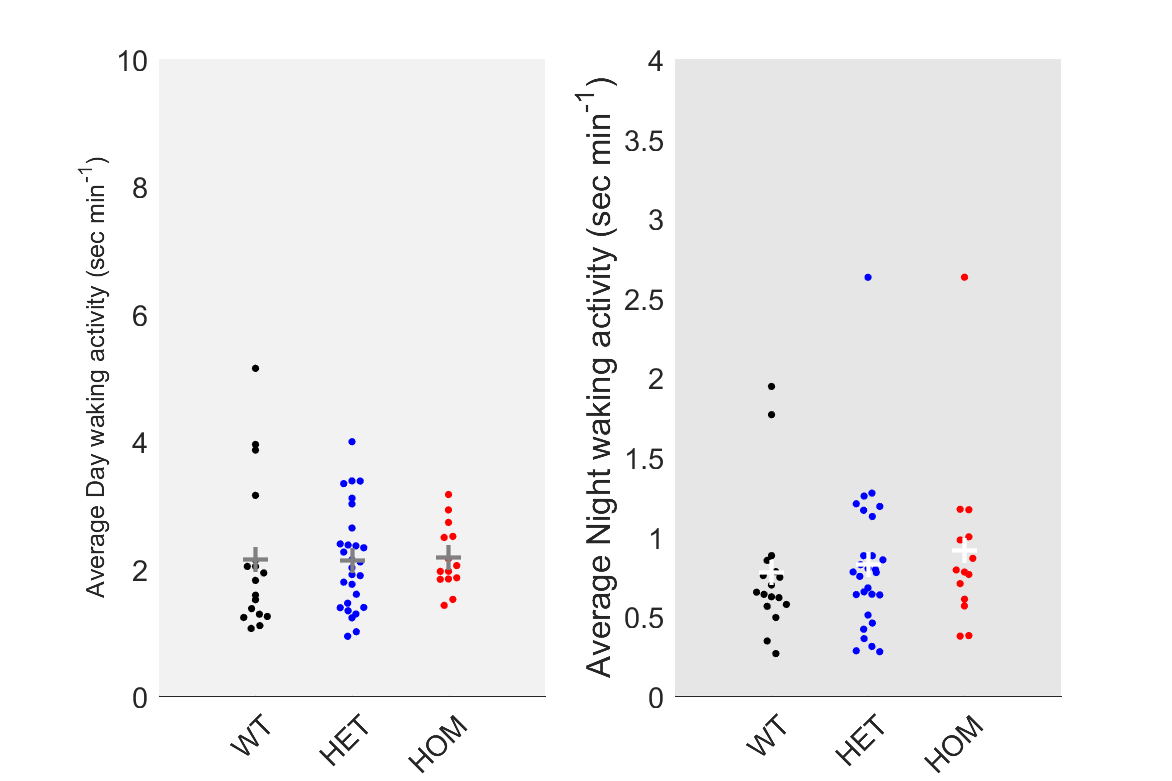 Average Day waking activity (sec min-1)
10
8
6
4
2
0
WT
HET
HOM
Average Night waking activity (sec min-1)
4
3.5
3
2.5
2
1.5
1
0.5
0
WT
HET
HOM